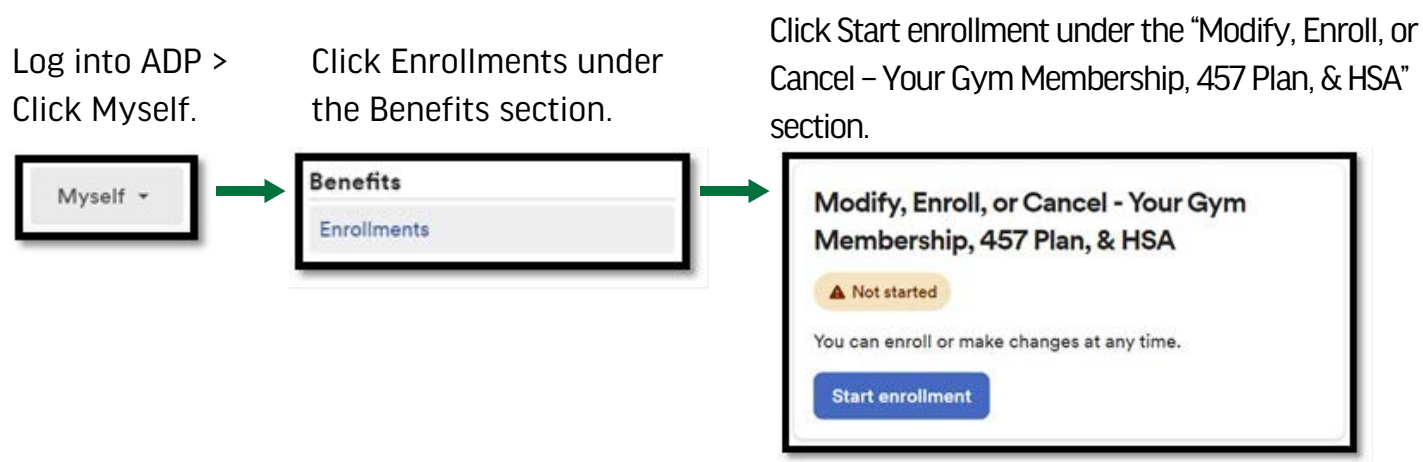 Log into ADP >
Click Myself.
Click Enrollments under
the Benefits section.
Click Start enrollment under the “Modify, Enroll, or
Cancel – Your Gym Membership, 457 Plan, & HSA”
section.
Myself
Benefits
Enrollments
Modify, Enroll, or Cancel - Your Gym
Membership, 457 Plan, & HSA
Not started
You can enroll or make changes at any time.
Start enrollment